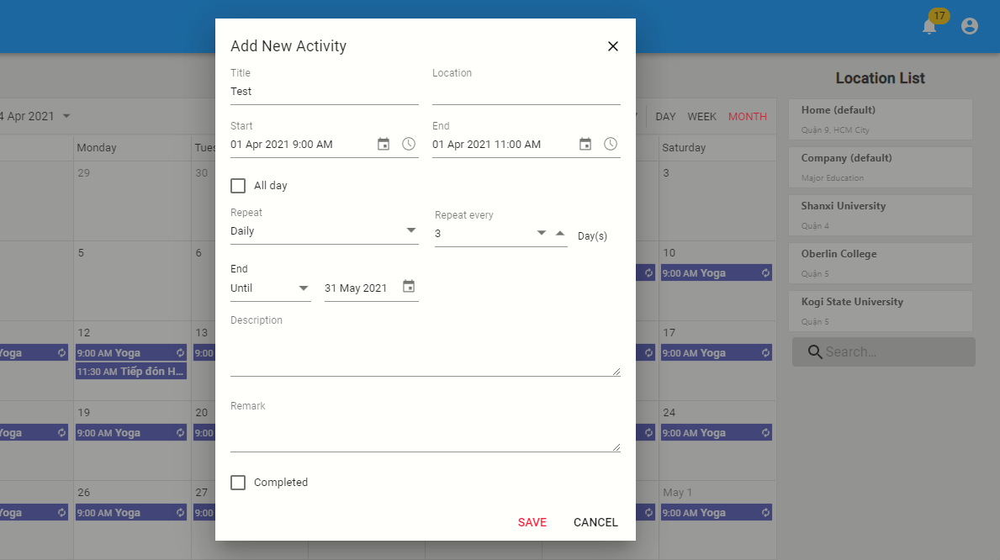 17
Add New Activity
Title
Location
Test
Start
End
01 Apr 2021 9:00 AM
01 Apr 2021 11:00 AM
All day
Repeat
Repeat every
Daily
3
Day(s)
End
Until
31 May 2021
Description
Remark
Completed
SAVE
CANCEL
4 Apr 2021
DAY
WEEK
MONTH
Monday
Tues
Saturday
29
30
3
5
6
10
9:00 AM Yoga
12
13
17
Yoga
9:00 AM Yoga
9:00
9:00 AM Yoga
11:30 AM Tiếp đón H...
19
20
24
Yoga
9:00 AM Yoga
9:00
9:00 AM Yoga
26
27
May 1
Yoga
9:00 AM Yoga
9:00
9:00 AM Yoga
Location List
Home (default)
Quận 9, HCM City
Company (default)
Major Education
Shanxi University
Quận 4
Oberlin College
Quận 5
Kogi State University
Quận 5
Search...